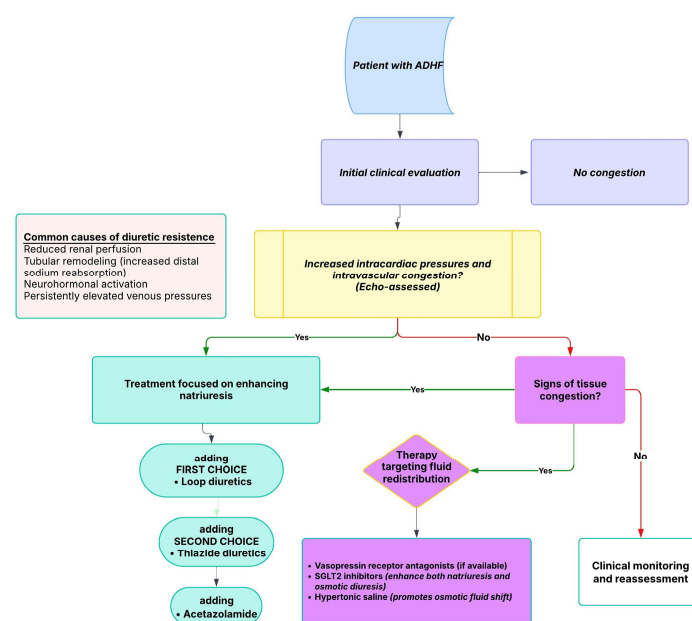 Patient with ADHF
Initial clinical evaluation
No congestion
Common causes of diuretic resistance
Reduced renal perfusion
Tubular remodeling (increased distal
sodium reabsorption)
Neurohormonal activation
Persistently elevated venous pressures
Increased intracardiac pressures and
intravascular congestion?
(Echo-assessed)
Yes
No
Treatment focused on enhancing
natriuresis
Yes
Signs of tissue
congestion?
adding
FIRST CHOICE
• Loop diuretics
Therapy
targeting fluid
redistribution
Yes
No
adding
SECOND CHOICE
• Thiazide diuretics
• Vasopressin receptor antagonists (if available)
• SGLT2 inhibitors (enhance both natriuresis and
osmotic diuresis)
• Hypertonic saline (promotes osmotic fluid shift)
Clinical monitoring
and reassessment
adding
• Acetazolamide